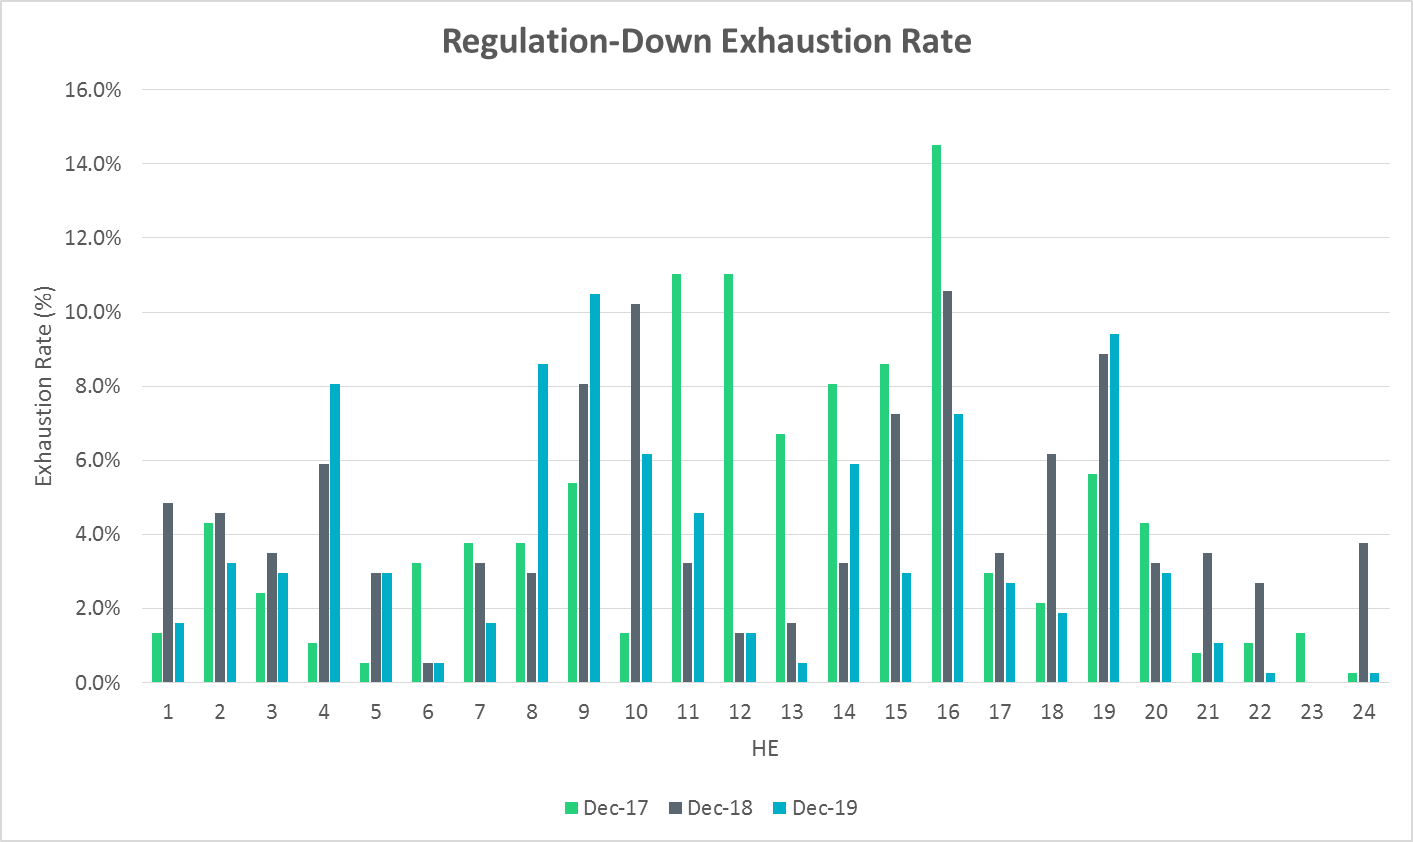 Regulation-Down Exhaustion Rate
16.0%
14.0%
12.0%
10.0%
8.0%
6.0%
4.0%
2.0%
0.0%
Exhaustion Rate (%)
1 2 3 4 5 6 7 8 9 10 11 12 13 14 15 16 17 18 19 20 21 22 23 24
HE
Dec-17 Dec-18 Dec-19